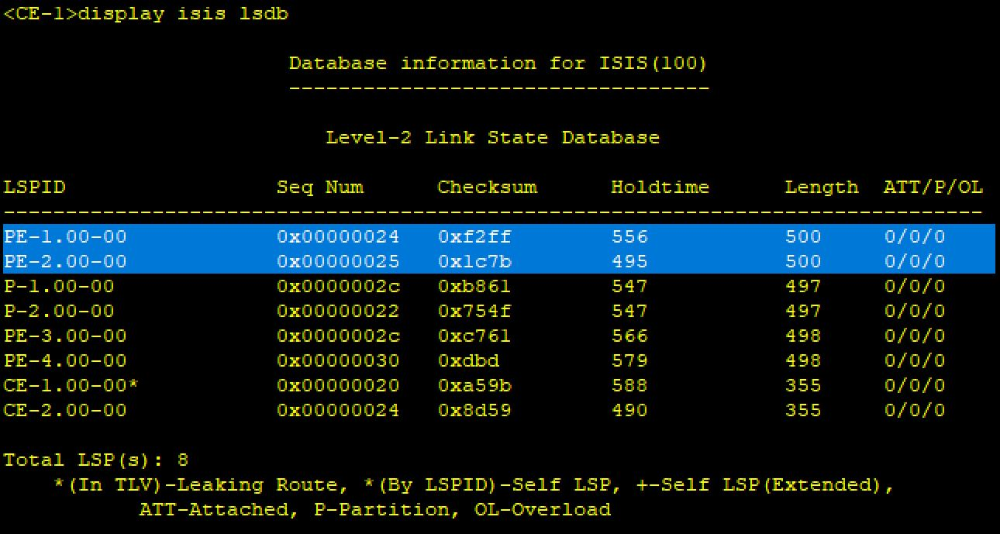 <CE-1>display isis lsdb
Database information for ISIS(100)
----------------------------------
Level-2 Link State Database
LSPID Seq Num Checksum Holdtime Length ATT/P/OL
-------------------------------------------------------------------------------
PE-1.00-00 0x00000024 0xf2ff 556 500 0/0/0
PE-2.00-00 0x00000025 0x1c7b 495 500 0/0/0
P-1.00-00 0x0000002c 0xb861 547 497 0/0/0
P-2.00-00 0x00000022 0x754f 547 497 0/0/0
PE-3.00-00 0x0000002c 0xc761 566 498 0/0/0
PE-4.00-00 0x00000030 0xdbd 579 498 0/0/0
CE-1.00-00* 0x00000020 0xa59b 588 355 0/0/0
CE-2.00-00 0x00000024 0x8d59 490 355 0/0/0
Total LSP(s): 8
*(In TLV)-Leaking Route, *(By LSPID)-Self LSP, +-Self LSP(Extended),
ATT-Attached, P-Partition, OL-Overload